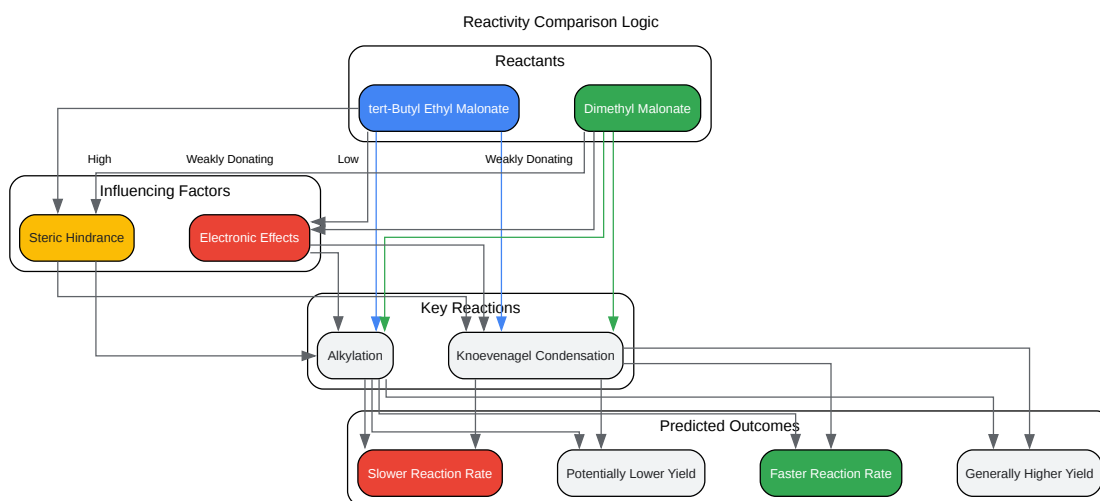 Reactivity Comparison Logic
Reactants
tert-Butyl Ethyl Malonate
Dimethyl Malonate
High
Weakly Donating
Low
Weakly Donating
Influencing Factors
Steric Hindrance
Electronic Effects
Key Reactions
Alkylation
Knoevenagel Condensation
Predicted Outcomes
Slower Reaction Rate
Potentially Lower Yield
Faster Reaction Rate
Generally Higher Yield